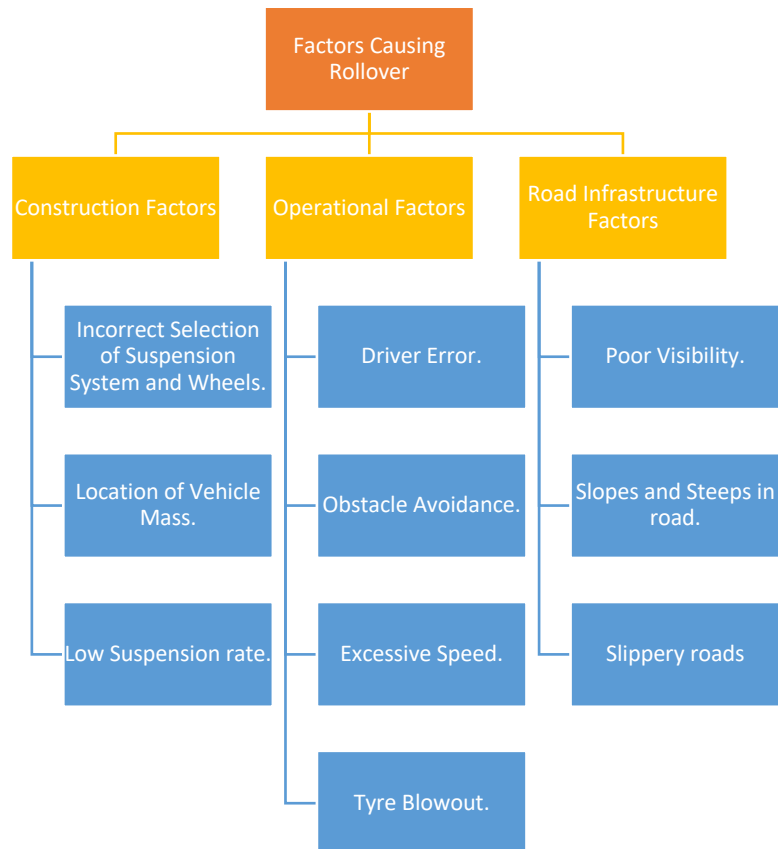 Factors Causing
Rollover
Construction Factors
Incorrect Selection
of Suspension
System and Wheels.
Location of Vehicle
Mass.
Low Suspension rate.
Operational Factors
Driver Error.
Obstacle Avoidance.
Excessive Speed.
Tyre Blowout.
Road Infrastructure
Factors
Poor Visibility.
Slopes and Steeps in
road.
Slippery roads